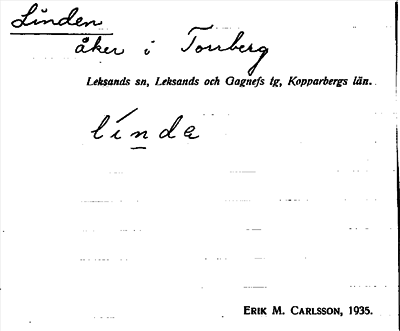 Linden
åker i Tonberg
Leksands sn, Leksands och Gagnefs tg, Kopparbergs län.
línde
ERIK M. CARLSSON, 1935.